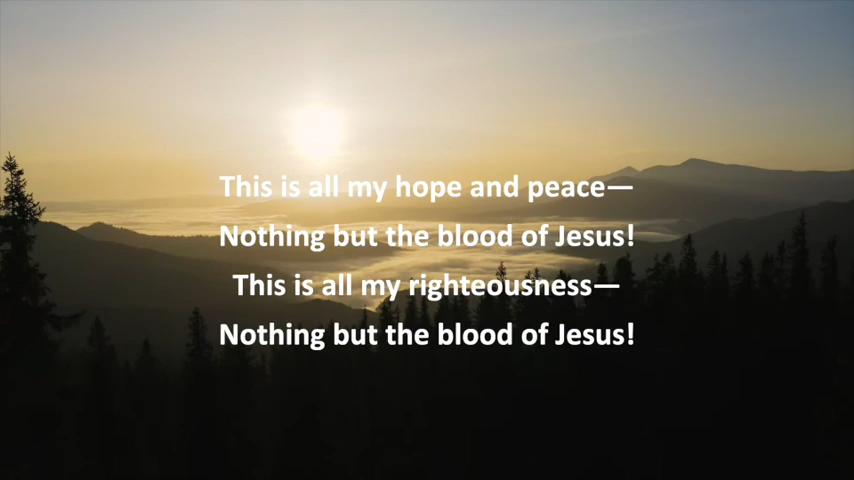 This is all my hope and peace—
Nothing but the blood of Jesus!
This is all my righteousness—
Nothing but the blood of Jesus!